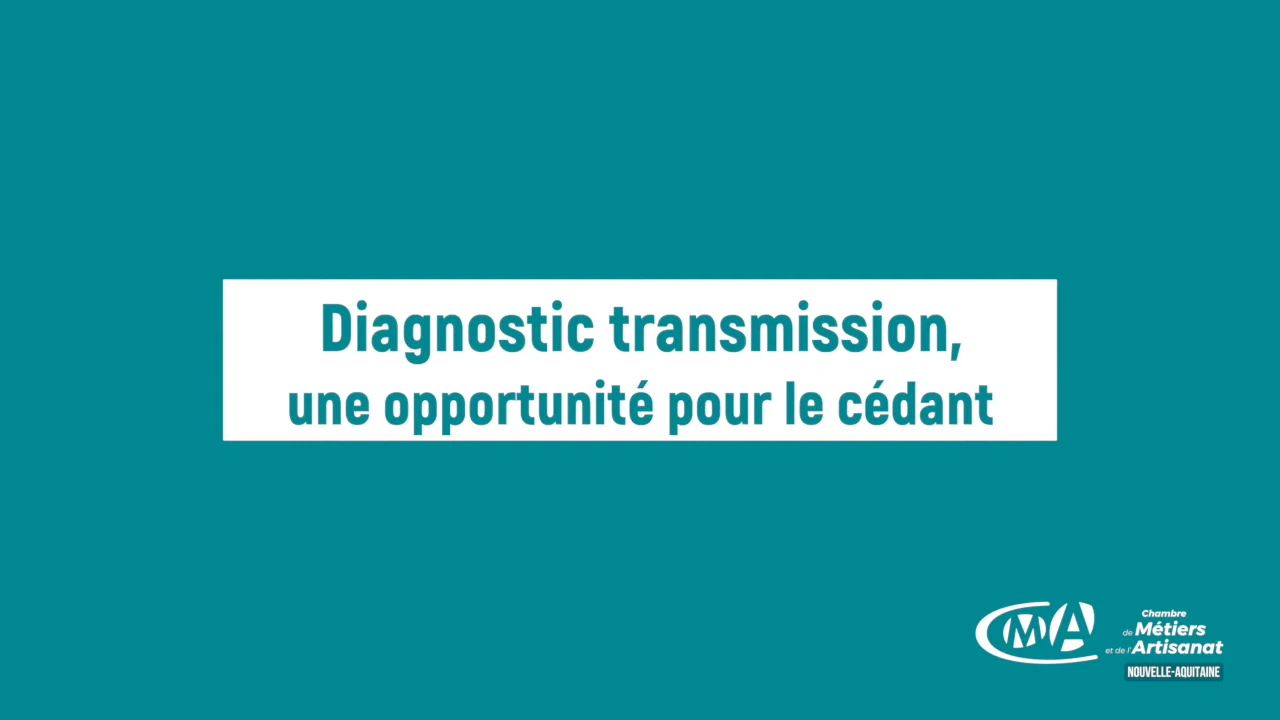 Diagnostic transmission,
une opportunité pour le cédant
CMA
Chambre
de Métiers
et de l'Artisanat
NOUVELLE-AQUITAINE